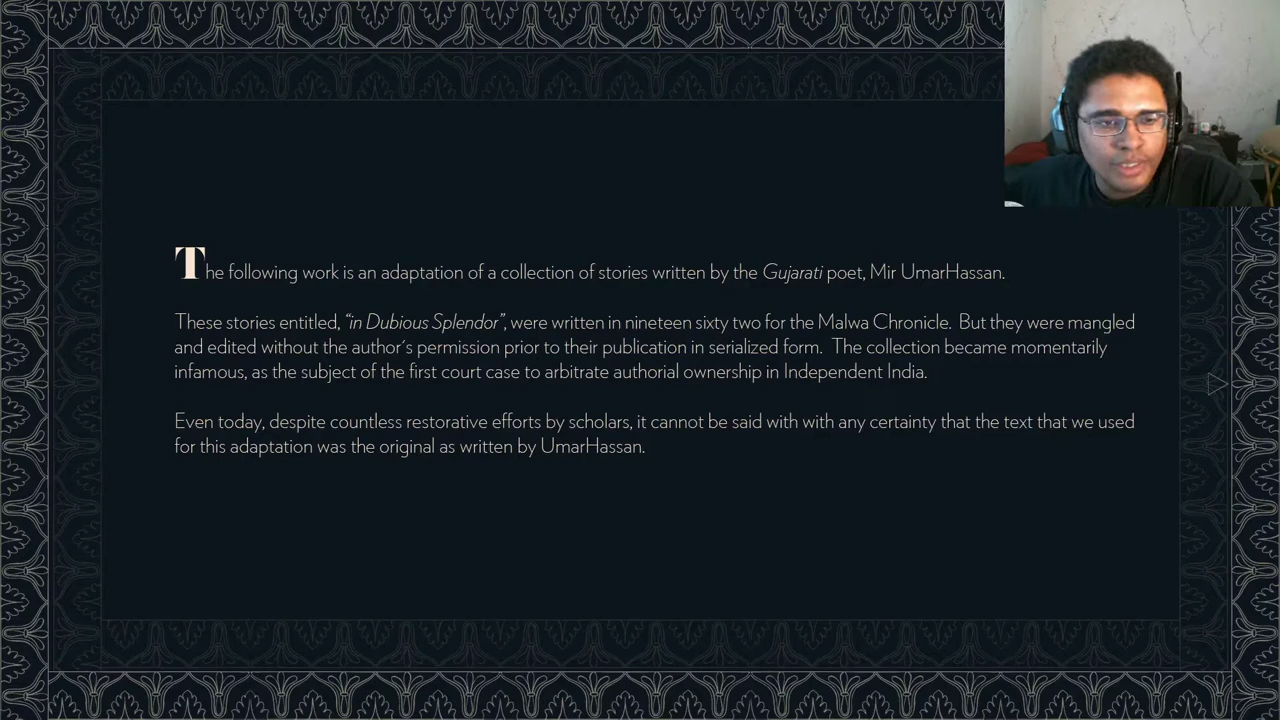 The following work is an adaptation of a collection of stories written by the Gujarati poet, Mir UmarHassan.
These stories entitled, “in Dubious Splendor”, were written in nineteen sixty two for the Malwa Chronicle. But they were mangled
and edited without the author's permission prior to their publication in serialized form. The collection became momentarily
infamous, as the subject of the first court case to arbitrate authorial ownership in Independent India.
Even today, despite countless restorative efforts by scholars, it cannot be said with with any certainty that the text that we used
for this adaptation was the original as written by UmarHassan.